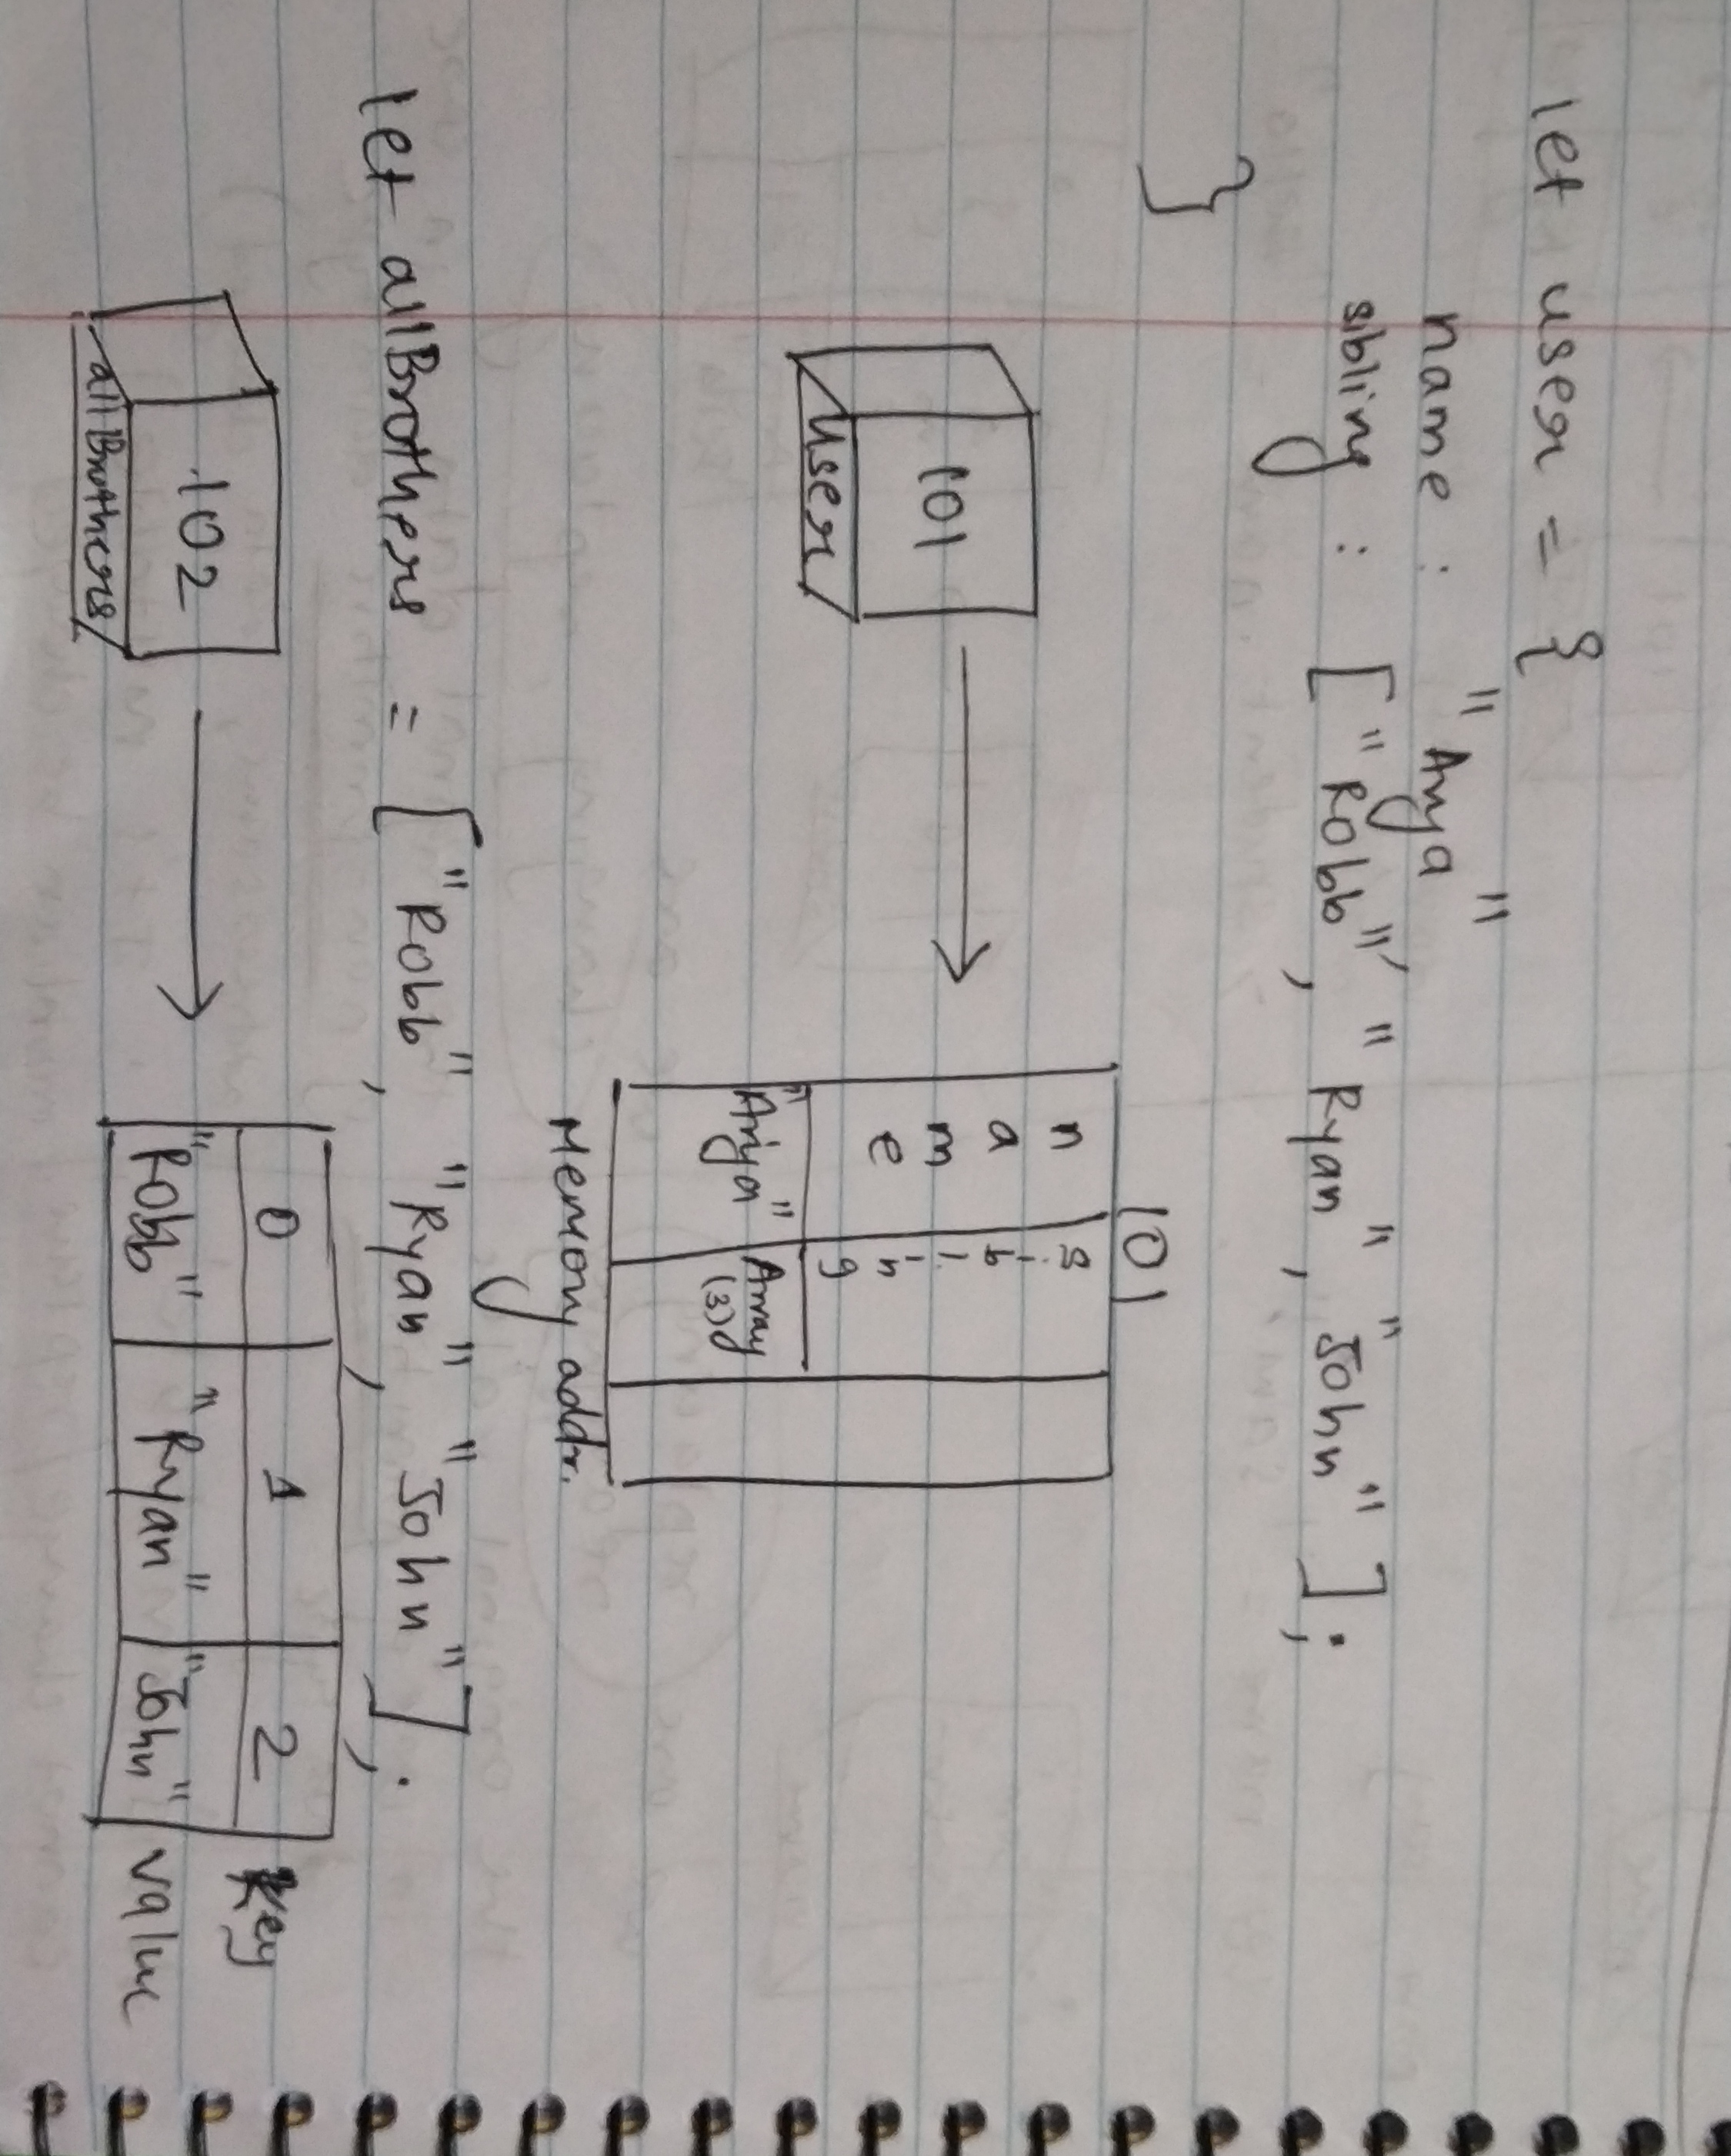 let user = {
name : "Arya"
sibling : ["Robb", "Ryan", "John"];
}
101
user
101
name
sibling
"Ariya"
Array (3)
Memory addr.
let allBrothers = ["Robb", "Ryan", "John"];
102
allBrothers
0 1 2 Key
"Robb" "Ryan" "John" value